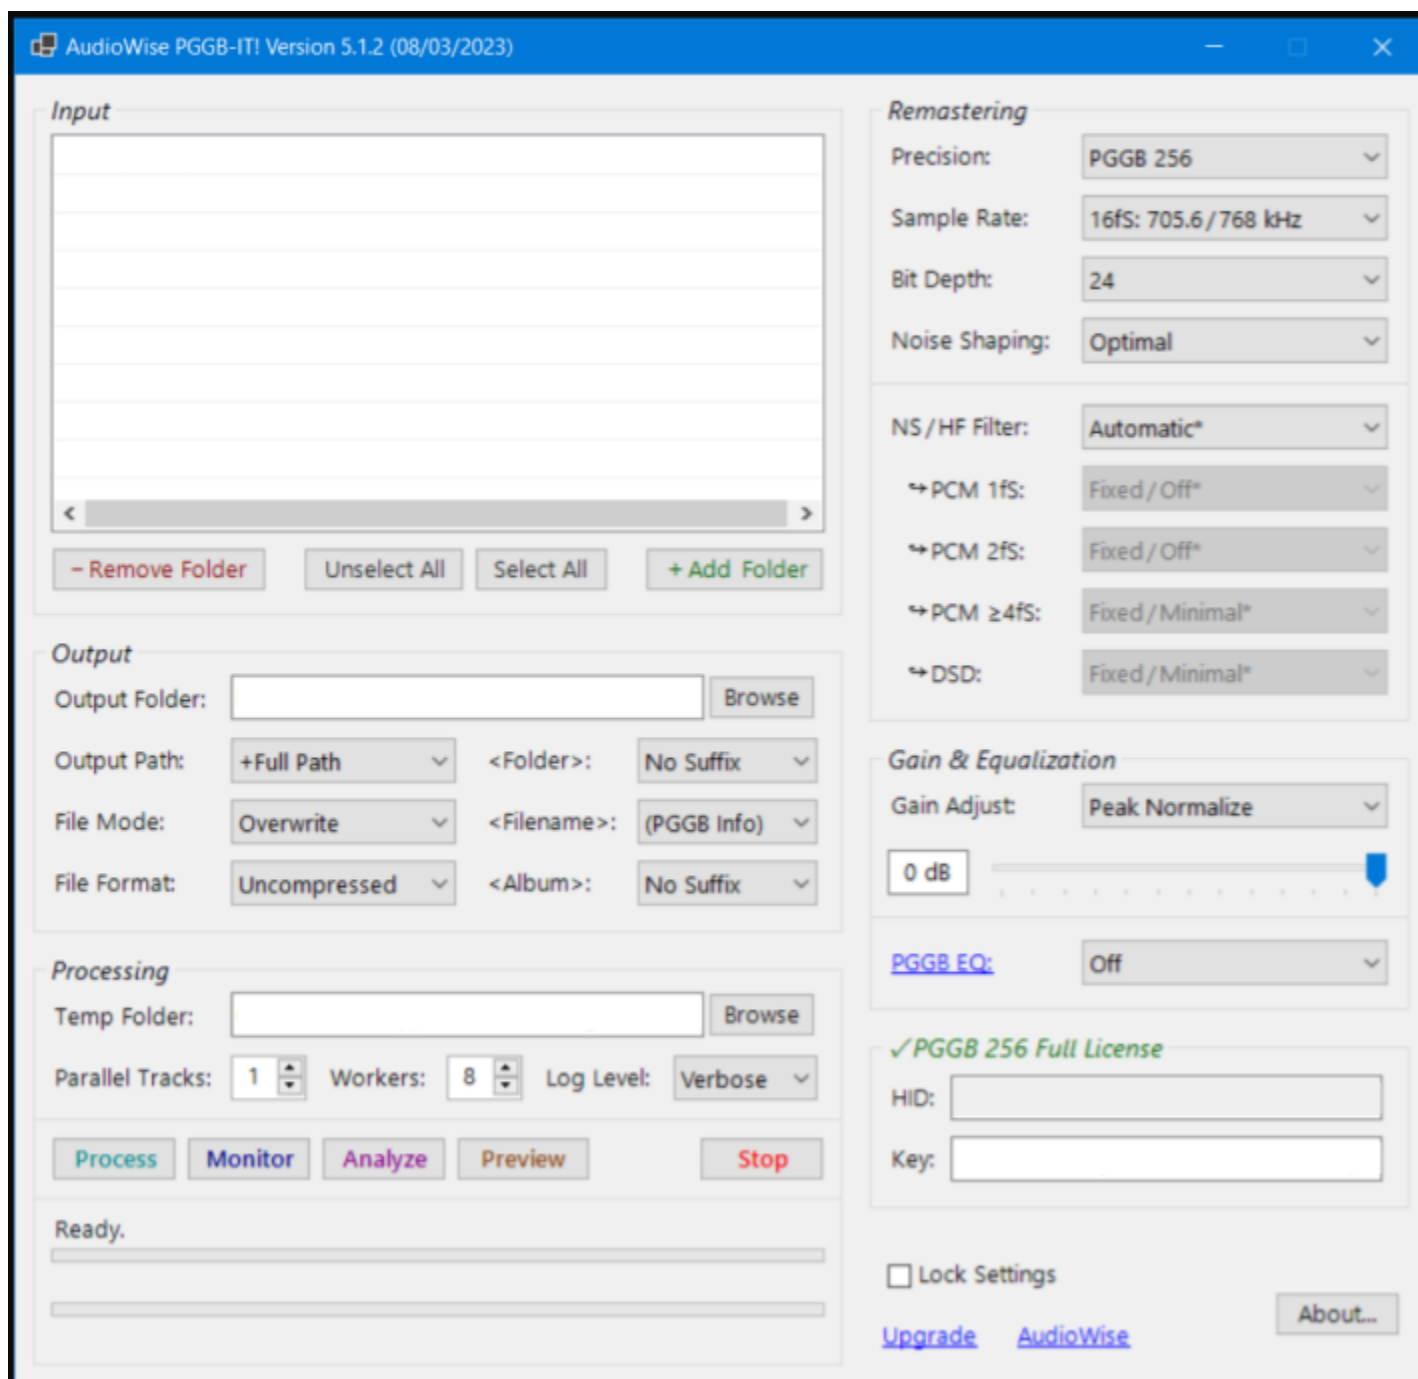 AudioWise PGGB-IT! Version 5.1.2 (08/03/2023)
Input
− Remove Folder Unselect All Select All + Add Folder
Output
Output Folder: Browse
Output Path: +Full Path <Folder>: No Suffix
File Mode: Overwrite <Filename>: (PGGB Info)
File Format: Uncompressed <Album>: No Suffix
Processing
Temp Folder: Browse
Parallel Tracks: 1 Workers: 8 Log Level: Verbose
Process Monitor Analyze Preview Stop
Ready.
Remastering
Precision: PGGB 256
Sample Rate: 16fS: 705.6/768 kHz
Bit Depth: 24
Noise Shaping: Optimal
NS/HF Filter: Automatic*
↪PCM 1fS: Fixed/Off*
↪PCM 2fS: Fixed/Off*
↪PCM ≥4fS: Fixed/Minimal*
↪DSD: Fixed/Minimal*
Gain & Equalization
Gain Adjust: Peak Normalize
0 dB
PGGB EQ: Off
✓PGGB 256 Full License
HID:
Key:
Lock Settings
About...
Upgrade AudioWise